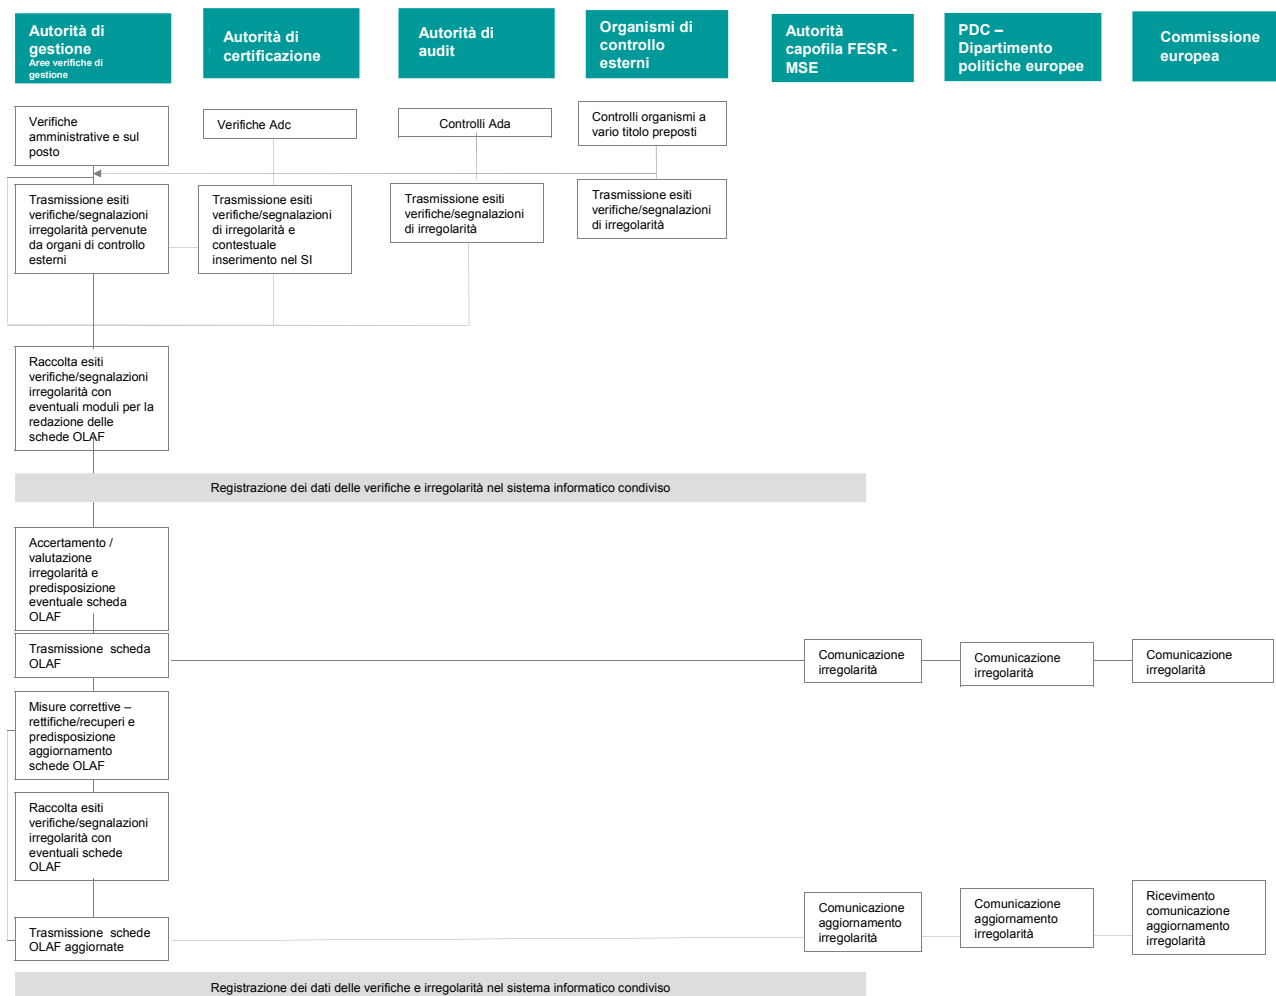 Autorità di
gestione
Aree verifiche di
gestione
Autorità di
certificazione
Autorità di
audit
Organismi di
controllo
esterni
Autorità
capofila FESR -
MSE
PDC –
Dipartimento
politiche europee
Commissione
europea
Verifiche
amministrative e sul
posto
Verifiche Adc
Controlli Ada
Controlli organismi a
vario titolo preposti
Trasmissione esiti
verifiche/segnalazioni
irregolarità pervenute
da organi di controllo
esterni
Trasmissione esiti
verifiche/segnalazioni
di irregolarità e
contestuale
inserimento nel SI
Trasmissione esiti
verifiche/segnalazioni
di irregolarità
Trasmissione esiti
verifiche/segnalazioni
di irregolarità
Raccolta esiti
verifiche/segnalazioni
irregolarità con
eventuali moduli per la
redazione delle
schede OLAF
Registrazione dei dati delle verifiche e irregolarità nel sistema informatico condiviso
Accertamento /
valutazione
irregolarità e
predisposizione
eventuale scheda
OLAF
Trasmissione scheda
OLAF
Comunicazione
irregolarità
Comunicazione
irregolarità
Comunicazione
irregolarità
Misure correttive –
rettifiche/recuperi e
predisposizione
aggiornamento
schede OLAF
Raccolta esiti
verifiche/segnalazioni
irregolarità con
eventuali schede
OLAF
Trasmissione schede
OLAF aggiornate
Comunicazione
aggiornamento
irregolarità
Comunicazione
aggiornamento
irregolarità
Ricevimento
comunicazione
aggiornamento
irregolarità
Registrazione dei dati delle verifiche e irregolarità nel sistema informatico condiviso